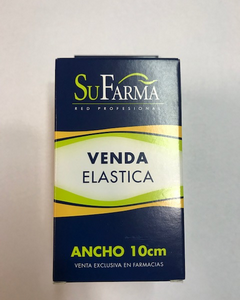 SUFARMA
RED PROFESIONAL
VENDA
ELASTICA
ANCHO 10cm
VENTA EXCLUSIVA EN FARMACIAS